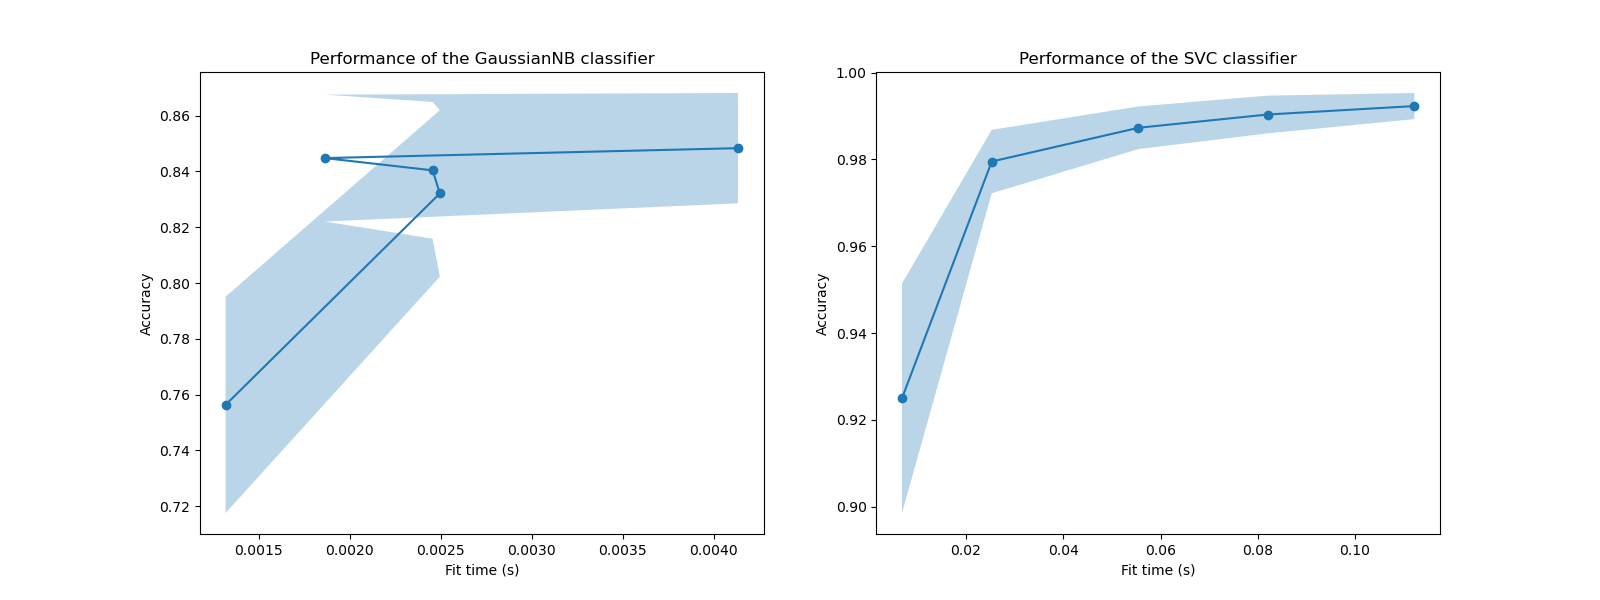 Performance of the GaussianNB classifier
Accuracy
0.86
0.84
0.82
0.80
0.78
0.76
0.74
0.72
0.0015 0.0020 0.0025 0.0030 0.0035 0.0040
Fit time (s)
Performance of the SVC classifier
Accuracy
1.00
0.98
0.96
0.94
0.92
0.90
0.02 0.04 0.06 0.08 0.10
Fit time (s)